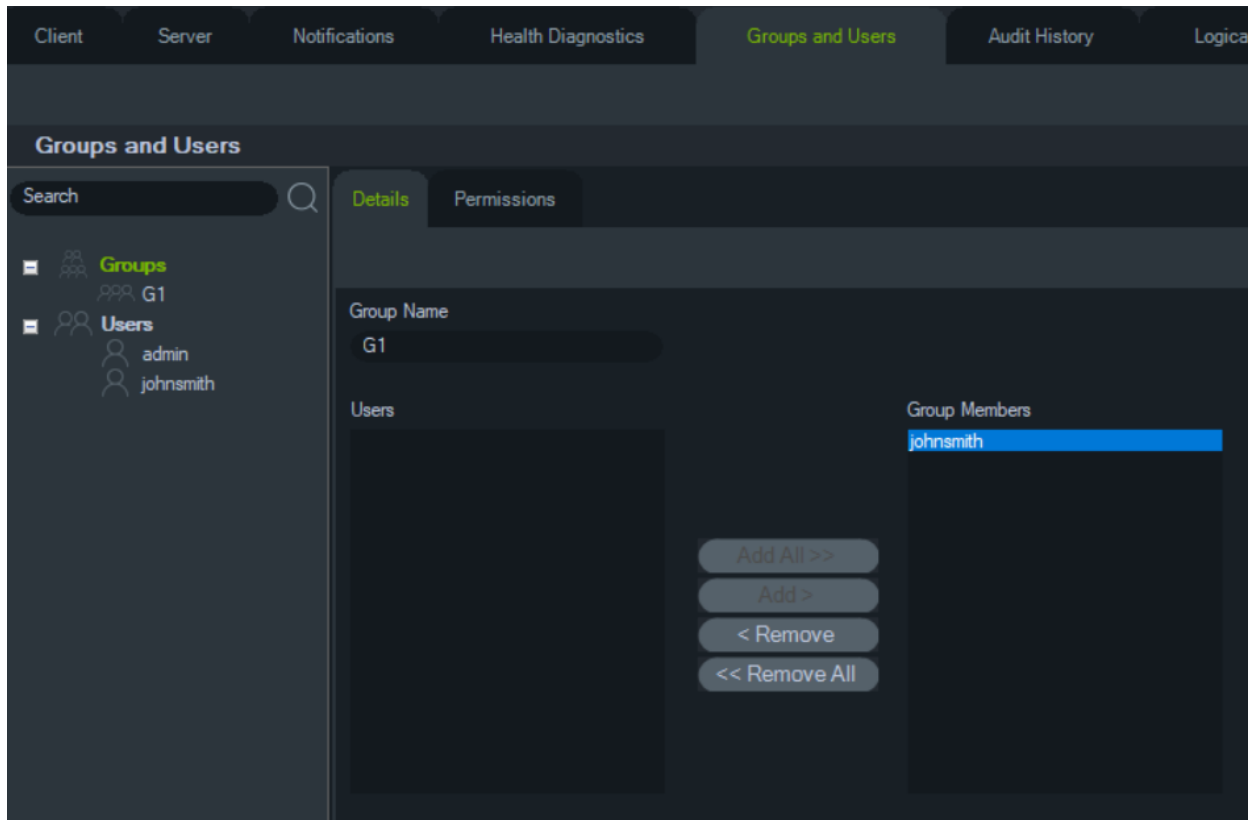 Client Server Notifications Health Diagnostics Groups and Users Audit History Logica
Groups and Users
Search
Details Permissions
Groups
G1
Users
admin
johnsmith
Group Name
G1
Users
Group Members
johnsmith
Add All >>
Add >
< Remove
<< Remove All